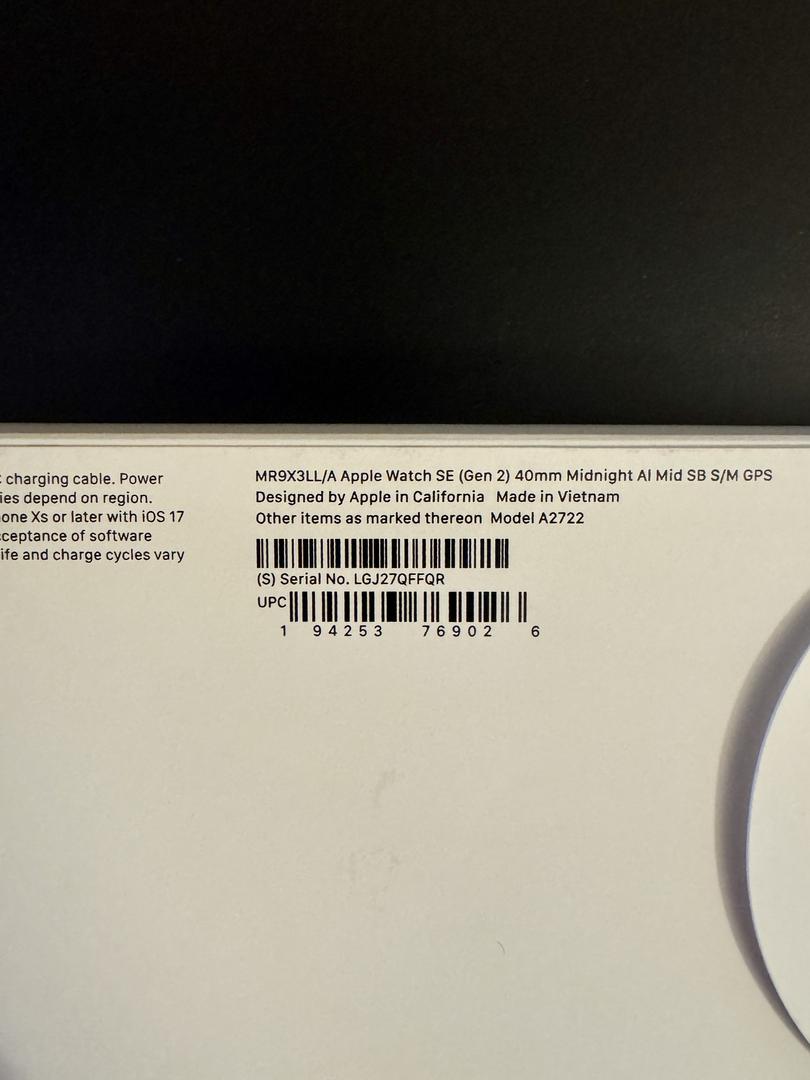 charging cable. Power
ies depend on region.
one Xs or later with iOS 17
cceptance of software
ife and charge cycles vary
MR9X3LL/A Apple Watch SE (Gen 2) 40mm Midnight Al Mid SB S/M GPS
Designed by Apple in California Made in Vietnam
Other items as marked thereon Model A2722
(S) Serial No. LGJ27QFFQR
UPC
1 94253 76902 6